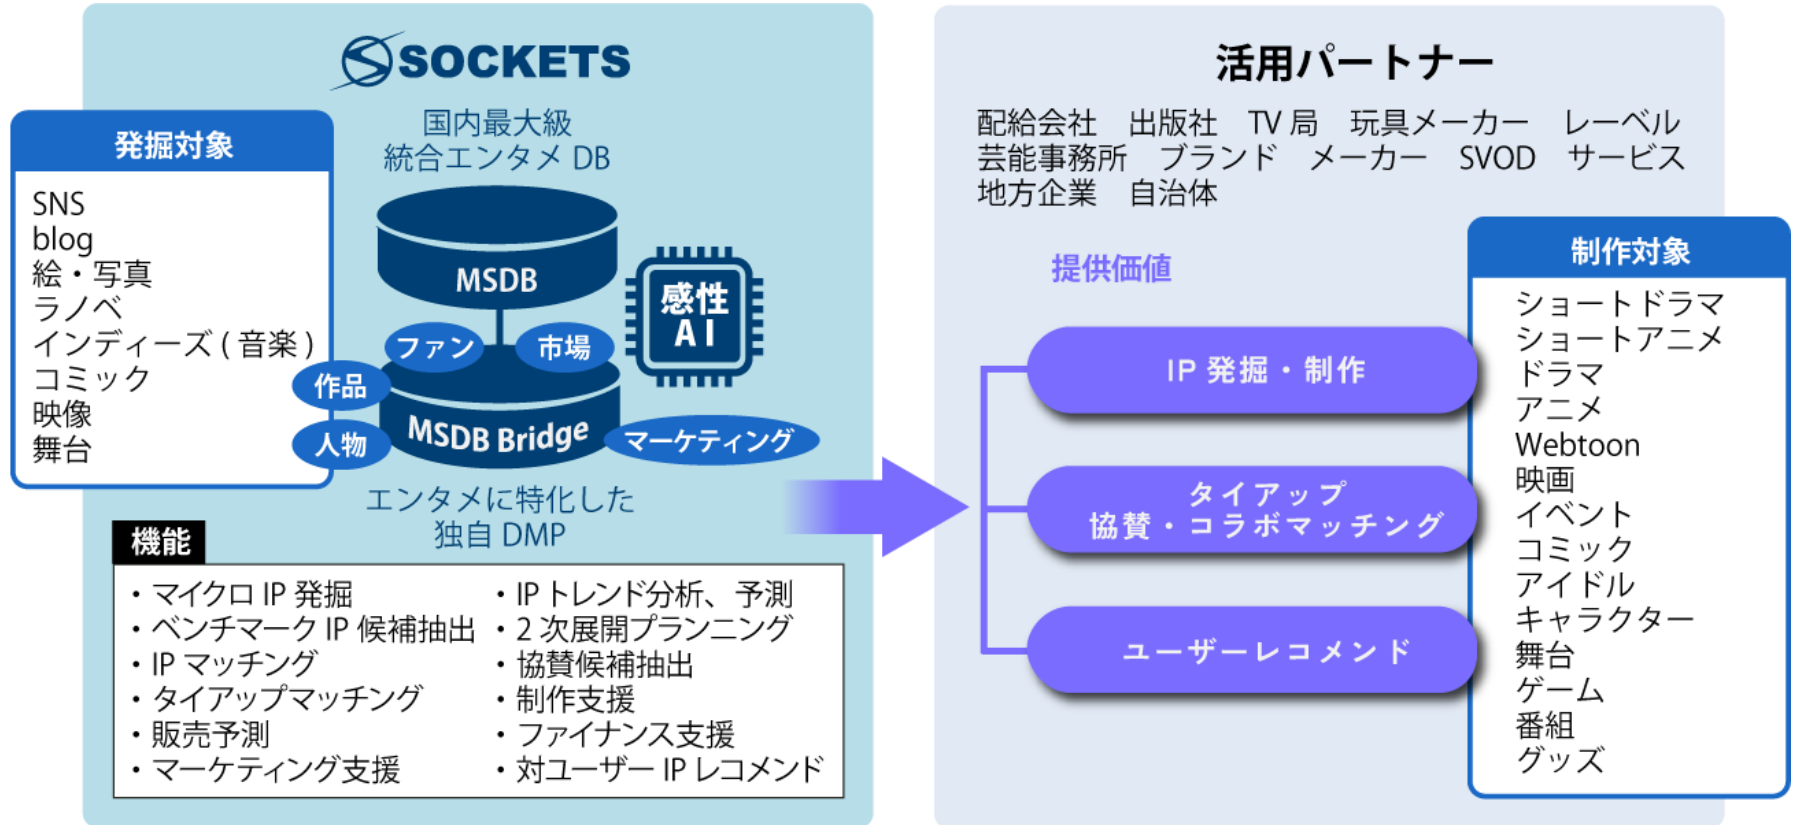 SOCKETS
国内最大級
統合エンタメ DB
発掘対象
SNS
blog
絵・写真
ラノベ
インディーズ ( 音楽 )
コミック
映像
舞台
MSDB
感性
AI
ファン
市場
作品
人物
MSDB Bridge
マーケティング
エンタメに特化した
独自 DMP
機能
・マイクロ IP 発掘
・ベンチマーク IP 候補抽出
・IP マッチング
・タイアップマッチング
・販売予測
・マーケティング支援
・IP トレンド分析、予測
・2 次展開プランニング
・協賛候補抽出
・制作支援
・ファイナンス支援
・対ユーザー IP レコメンド
活用パートナー
配給会社　出版社　TV 局　玩具メーカー　レーベル
芸能事務所　ブランド　メーカー　SVOD　サービス
地方企業　自治体
提供価値
IP 発掘・制作
タイアップ
協賛・コラボマッチング
ユーザーレコメンド
制作対象
ショートドラマ
ショートアニメ
ドラマ
アニメ
Webtoon
映画
イベント
コミック
アイドル
キャラクター
舞台
ゲーム
番組
グッズ